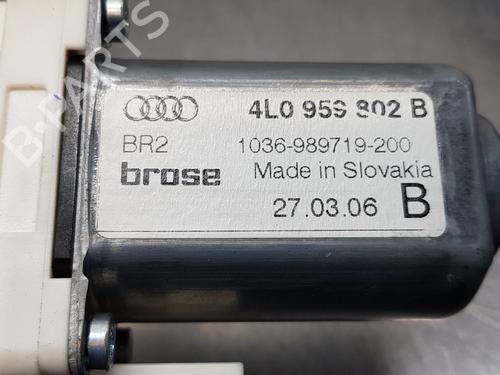 4L0 959 802 B
BR2 1036-989719-200
brose Made in Slovakia
27.03.06 B
B-PARTS